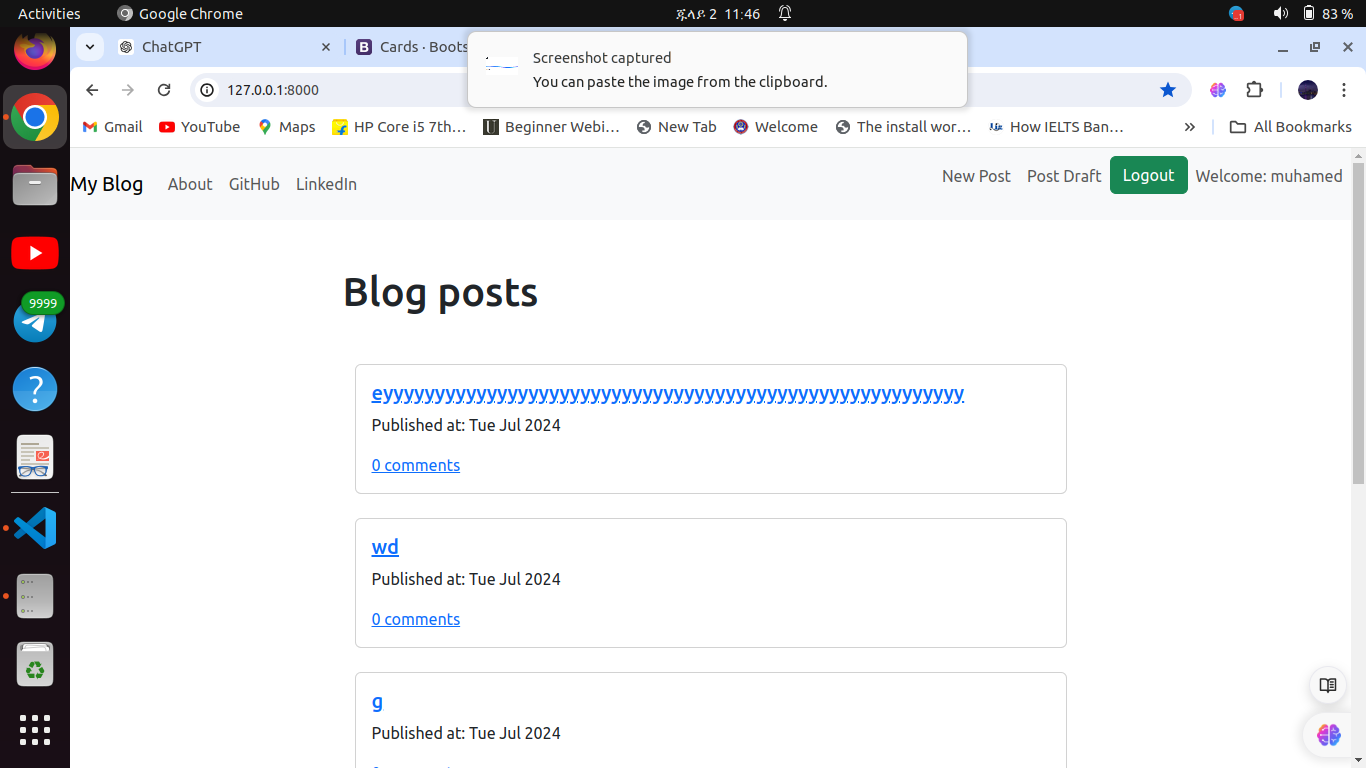 Activities
Google Chrome
ጁላይ 2 11:46
83 %
ChatGPT
Cards · Boots
Screenshot captured
You can paste the image from the clipboard.
127.0.0.1:8000
Gmail
YouTube
Maps
HP Core i5 7th…
Beginner Webi…
New Tab
Welcome
The install wor…
How IELTS Ban…
»
All Bookmarks
My Blog
About
GitHub
LinkedIn
New Post
Post Draft
Logout
Welcome: muhamed
9999
Blog posts
eyyyyyyyyyyyyyyyyyyyyyyyyyyyyyyyyyyyyyyyyyyyyyyyyyyyyyyyy
Published at: Tue Jul 2024
0 comments
wd
Published at: Tue Jul 2024
0 comments
g
Published at: Tue Jul 2024